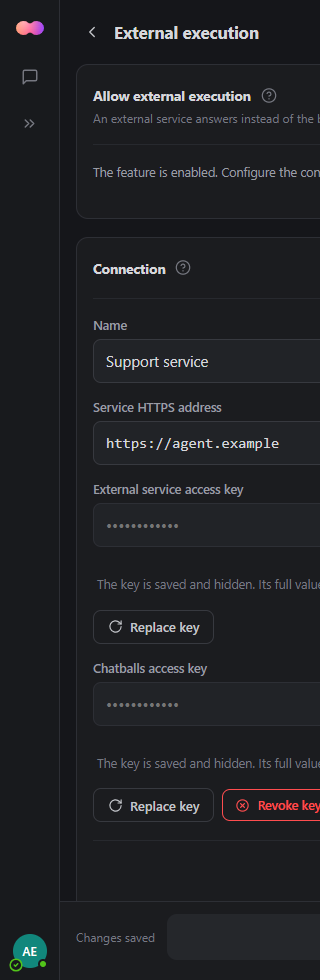 External execution
Allow external execution
An external service answers instead of the
The feature is enabled. Configure the con
Connection
Name
Support service
Service HTTPS address
https://agent.example
External service access key
••••••••••••
The key is saved and hidden. Its full value
Replace key
Chatballs access key
••••••••••••
The key is saved and hidden. Its full value
Replace key
Revoke key
Changes saved
AE